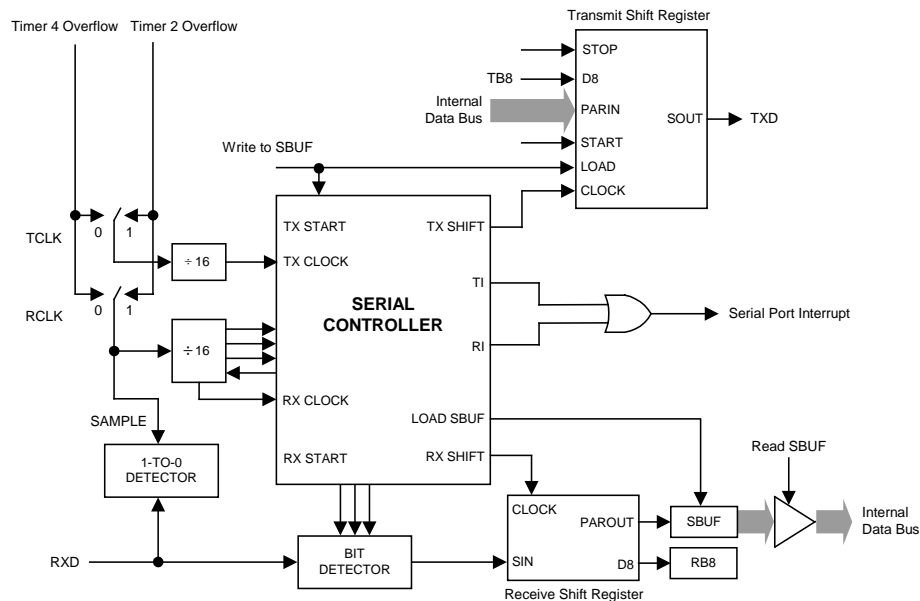 Transmit Shift Register
Timer 4 Overflow
Timer 2 Overflow
STOP
TB8
D8
Internal
Data Bus
PARIN
SOUT
TXD
START
Write to SBUF
LOAD
CLOCK
TX START
TX SHIFT
TCLK
0
1
÷ 16
TX CLOCK
TI
SERIAL
CONTROLLER
RCLK
0
1
Serial Port Interrupt
÷ 16
RI
RX CLOCK
SAMPLE
LOAD SBUF
1-TO-0
DETECTOR
RX START
RX SHIFT
Read SBUF
CLOCK
PAROUT
SBUF
Internal
Data Bus
RXD
BIT
DETECTOR
SIN
D8
RB8
Receive Shift Register